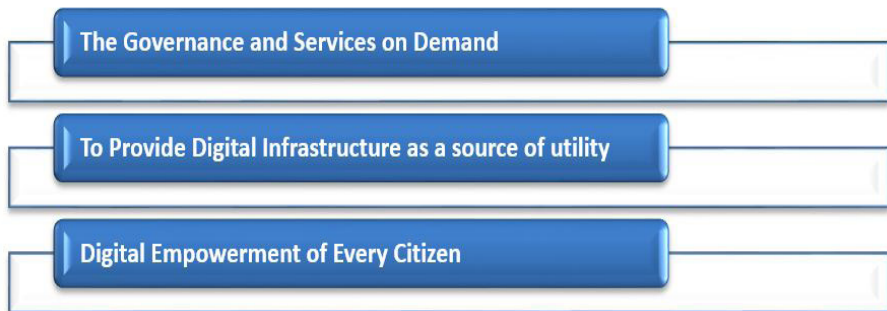 The Governance and Services on Demand
To Provide Digital Infrastructure as a source of utility
Digital Empowerment of Every Citizen